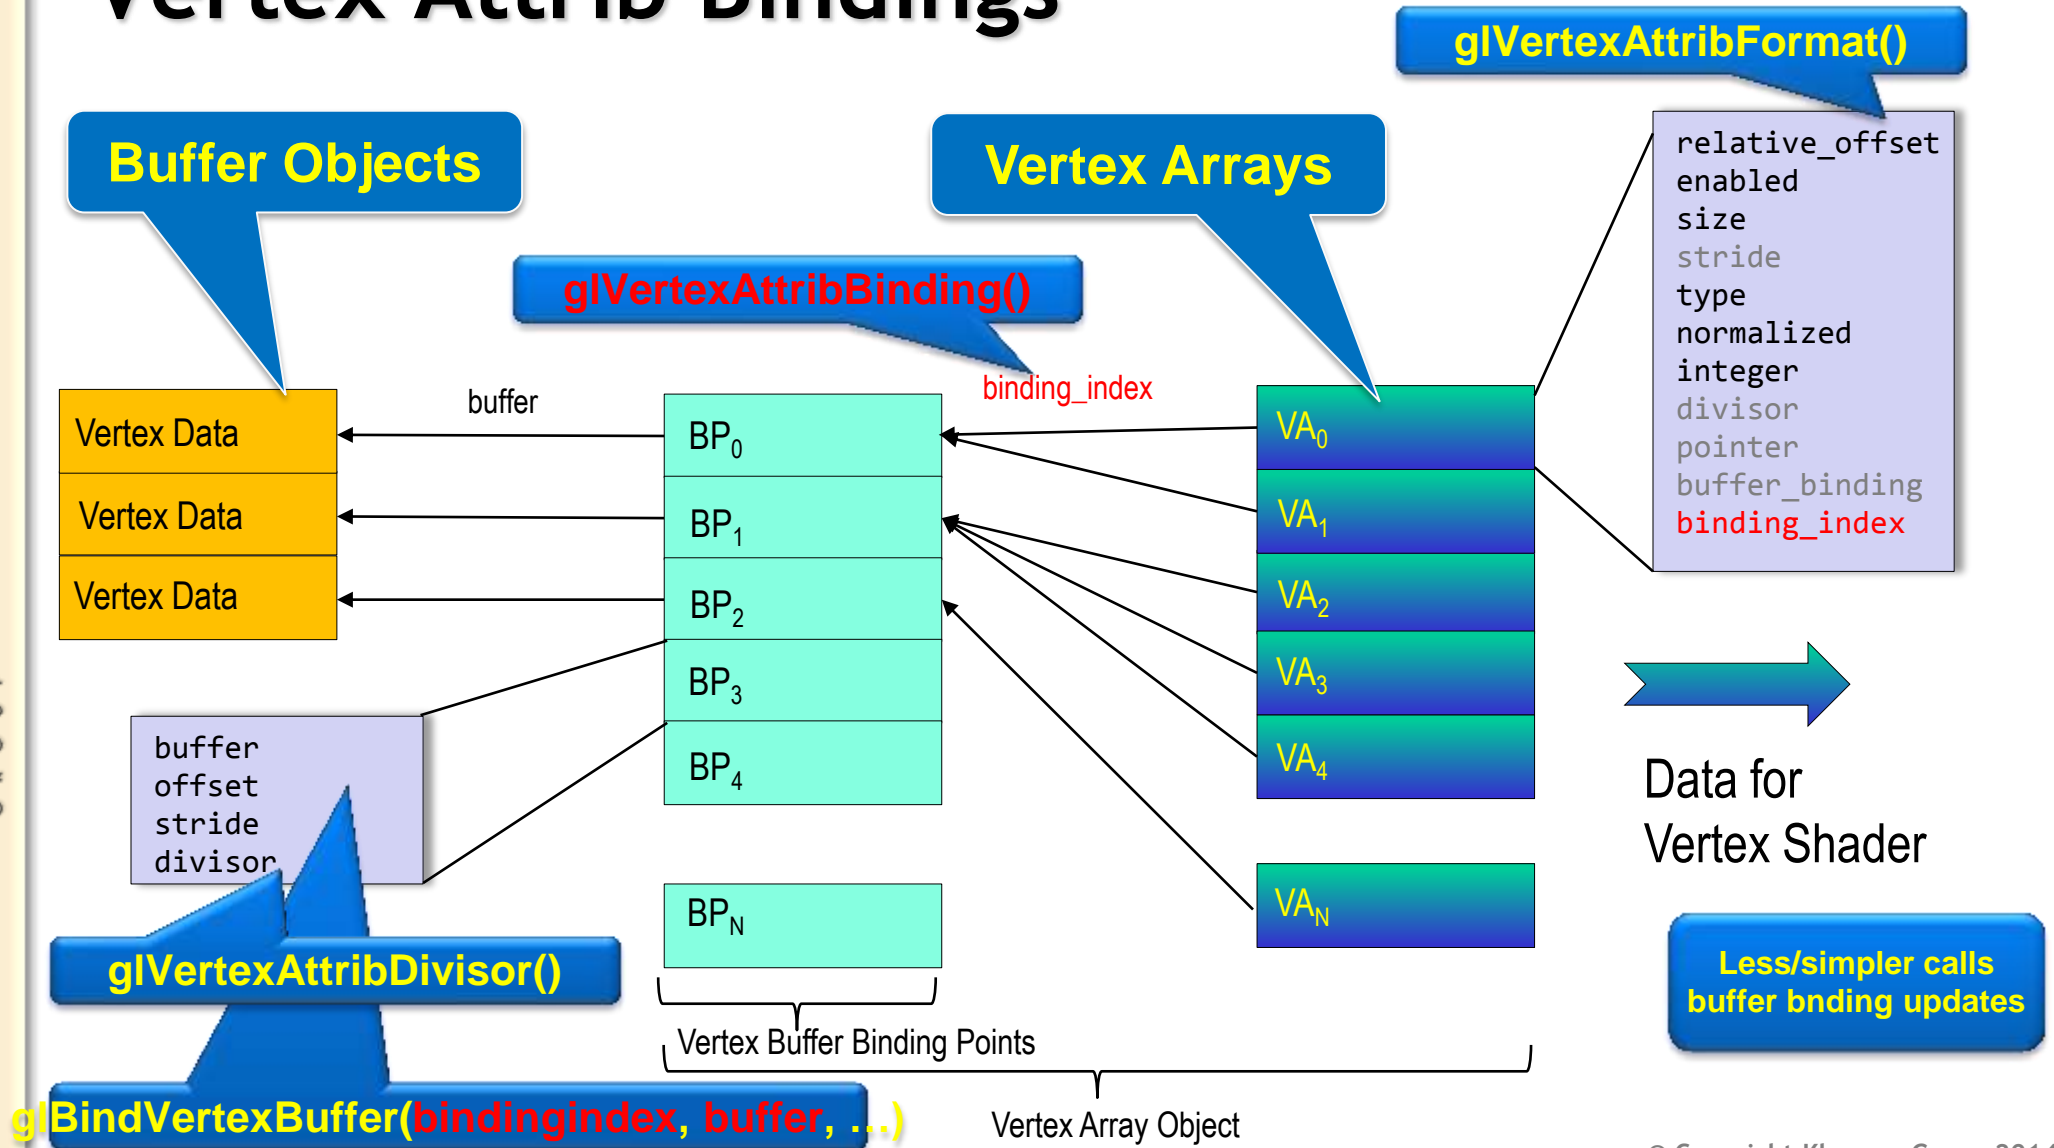 Vertex Attrib Bindings
glVertexAttribFormat()
Buffer Objects
Vertex Arrays
glVertexAttribBinding()
relative_offset
enabled
size
stride
type
normalized
integer
divisor
pointer
buffer_binding
binding_index
buffer
binding_index
Vertex Data
Vertex Data
Vertex Data
BP0
BP1
BP2
BP3
BP4
BPN
VA0
VA1
VA2
VA3
VA4
VAN
buffer
offset
stride
divisor
Data for
Vertex Shader
glVertexAttribDivisor()
Less/simpler calls
buffer bnding updates
Vertex Buffer Binding Points
glBindVertexBuffer(bindingindex, buffer, ...)
Vertex Array Object